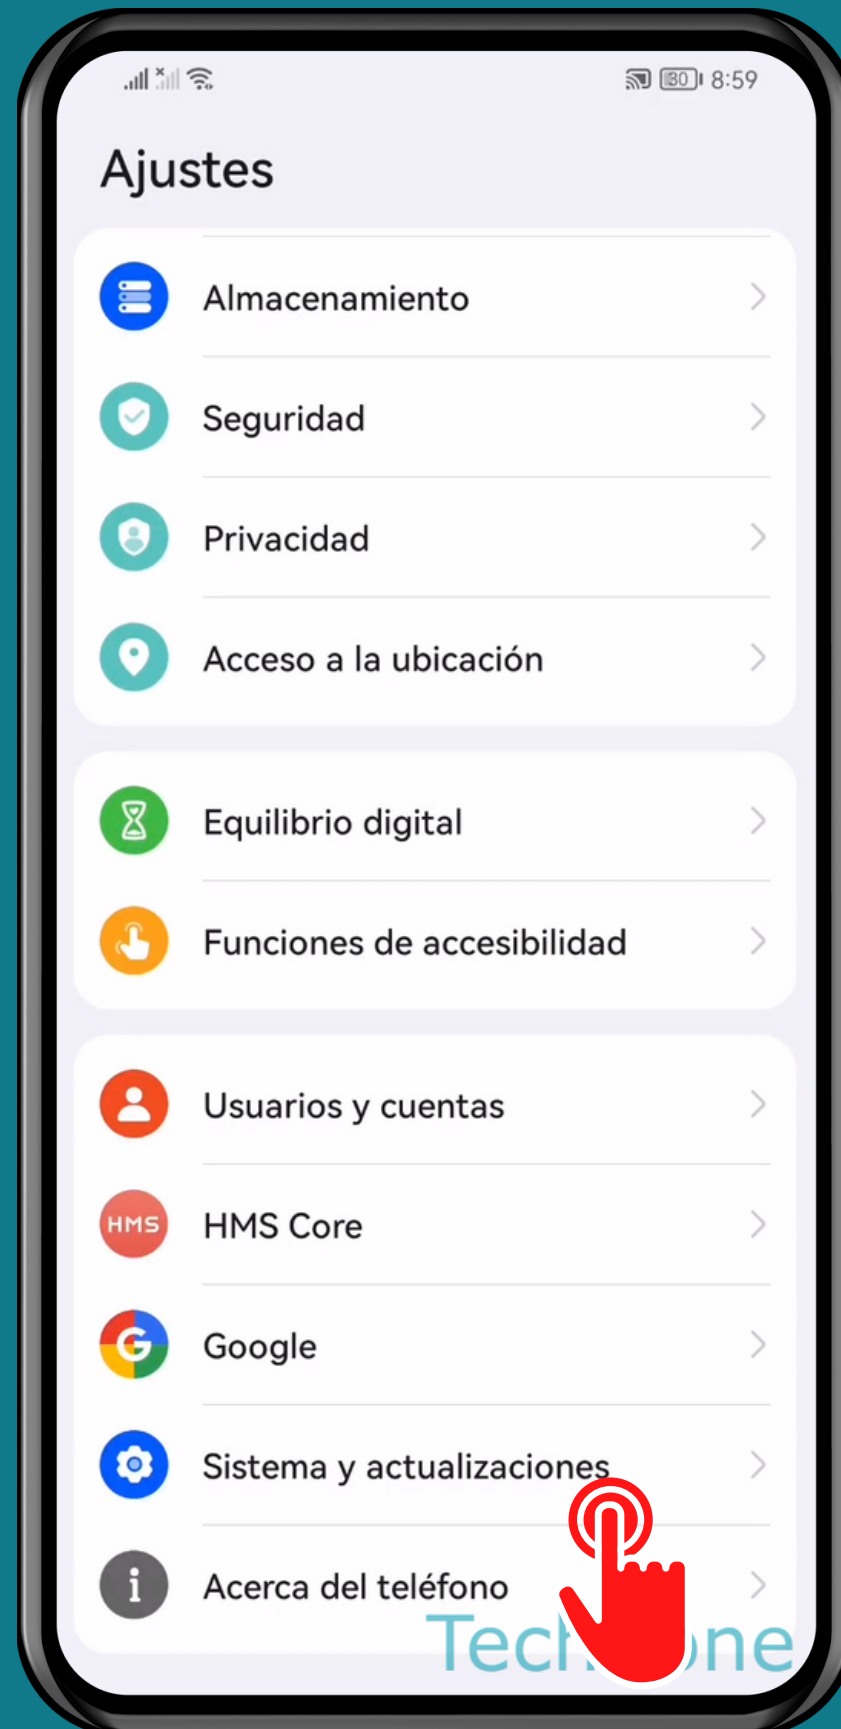 30 8:59
Ajustes
Almacenamiento
Seguridad
Privacidad
Acceso a la ubicación
Equilibrio digital
Funciones de accesibilidad
Usuarios y cuentas
HMS HMS Core
G Google
Sistema y actualizaciones
i Acerca del teléfono